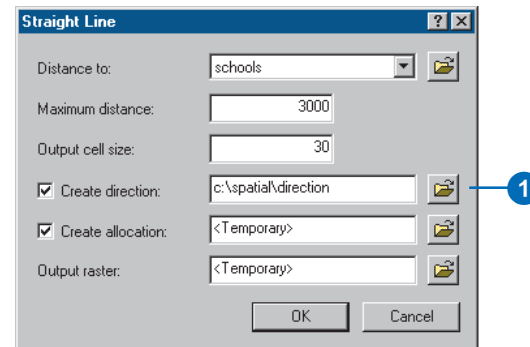 Straight Line
Distance to: schools
Maximum distance: 3000
Output cell size: 30
Create direction: c:\spatial\direction
1
Create allocation: <Temporary>
Output raster: <Temporary>
OK Cancel